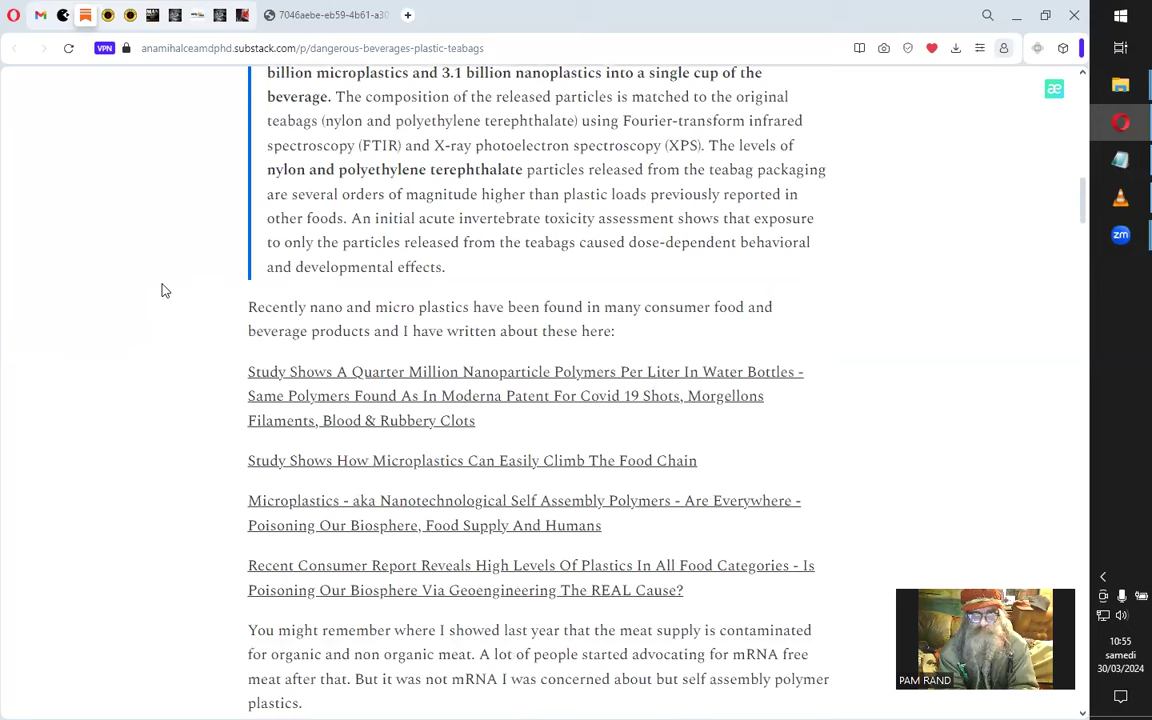 7046aebe-eb59-4b61-a30
VPN
anamihalceamdphd.substack.com/p/dangerous-beverages-plastic-teabags
billion microplastics and 3.1 billion nanoplastics into a single cup of the
beverage. The composition of the released particles is matched to the original
teabags (nylon and polyethylene terephthalate) using Fourier-transform infrared
spectroscopy (FTIR) and X-ray photoelectron spectroscopy (XPS). The levels of
nylon and polyethylene terephthalate particles released from the teabag packaging
are several orders of magnitude higher than plastic loads previously reported in
other foods. An initial acute invertebrate toxicity assessment shows that exposure
to only the particles released from the teabags caused dose-dependent behavioral
and developmental effects.
Recently nano and micro plastics have been found in many consumer food and
beverage products and I have written about these here:
Study Shows A Quarter Million Nanoparticle Polymers Per Liter In Water Bottles -
Same Polymers Found As In Moderna Patent For Covid 19 Shots, Morgellons
Filaments, Blood & Rubbery Clots
Study Shows How Microplastics Can Easily Climb The Food Chain
Microplastics - aka Nanotechnological Self Assembly Polymers - Are Everywhere -
Poisoning Our Biosphere, Food Supply And Humans
Recent Consumer Report Reveals High Levels Of Plastics In All Food Categories - Is
Poisoning Our Biosphere Via Geoengineering The REAL Cause?
You might remember where I showed last year that the meat supply is contaminated
for organic and non organic meat. A lot of people started advocating for mRNA free
meat after that. But it was not mRNA I was concerned about but self assembly polymer
plastics.
æ
zm
PAM RAND
10:55
samedi
30/03/2024